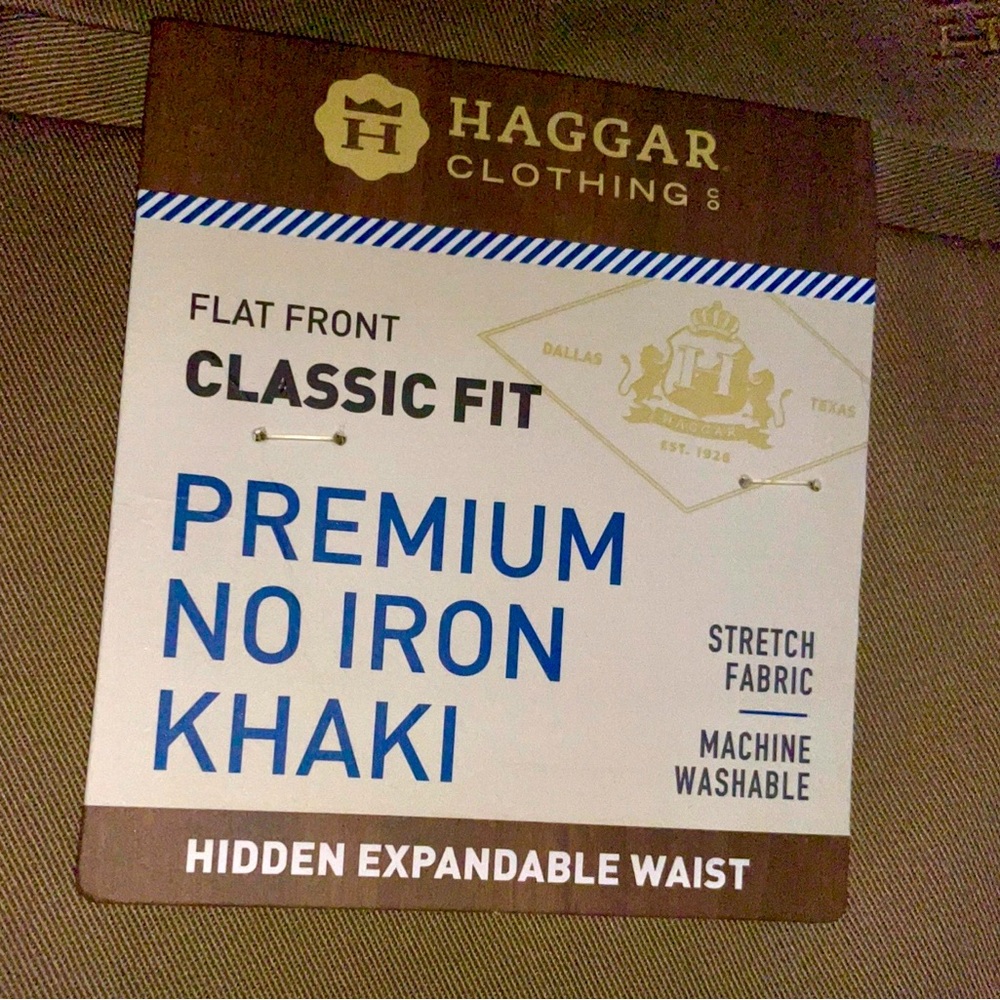 H
HAGGAR
CLOTHING CO
FLAT FRONT
CLASSIC FIT
DALLAS
H
TEXAS
HAGGAR
EST. 1926
PREMIUM
NO IRON
KHAKI
STRETCH
FABRIC
MACHINE
WASHABLE
HIDDEN EXPANDABLE WAIST